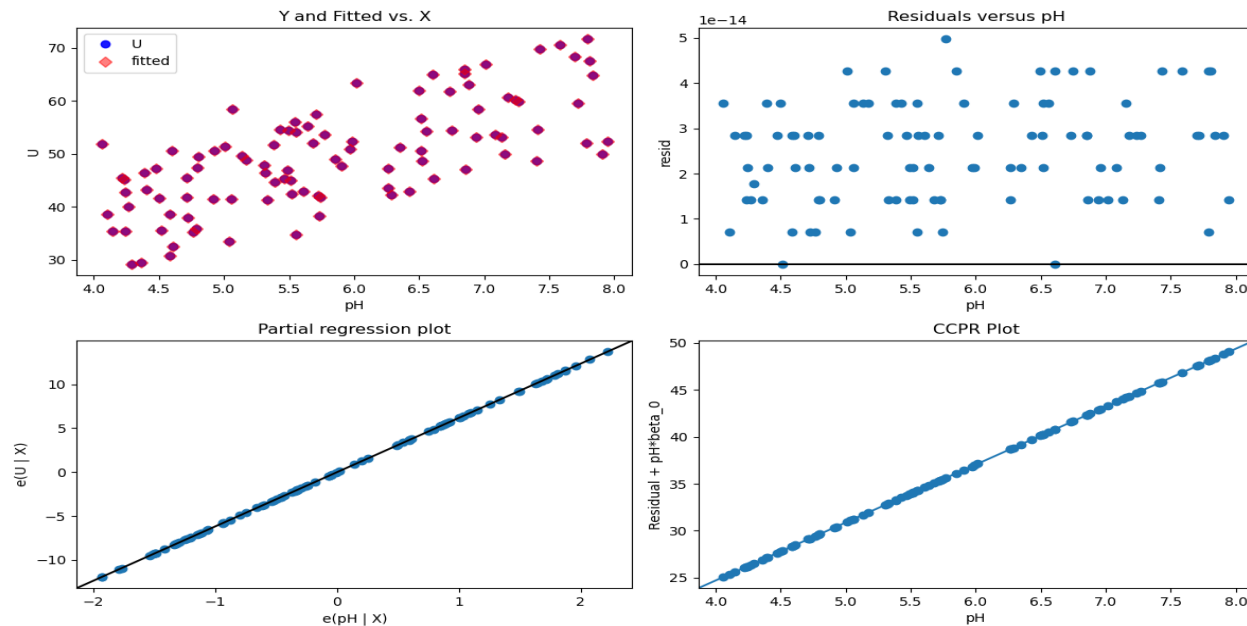 Y and Fitted vs. X
U
fitted
70
60
50
40
30
U
4.0 4.5 5.0 5.5 6.0 6.5 7.0 7.5 8.0
pH
Residuals versus pH
1e−14
5
4
3
2
1
0
resid
4.0 4.5 5.0 5.5 6.0 6.5 7.0 7.5 8.0
pH
Partial regression plot
10
5
0
−5
−10
e(U | X)
−2 −1 0 1 2
e(pH | X)
CCPR Plot
50
45
40
35
30
25
Residual + pH*beta_0
4.0 4.5 5.0 5.5 6.0 6.5 7.0 7.5 8.0
pH